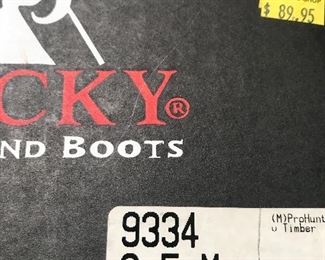 $ 89.95
CKY®
ND BOOTS
9334
(M)ProHunt
u Timber